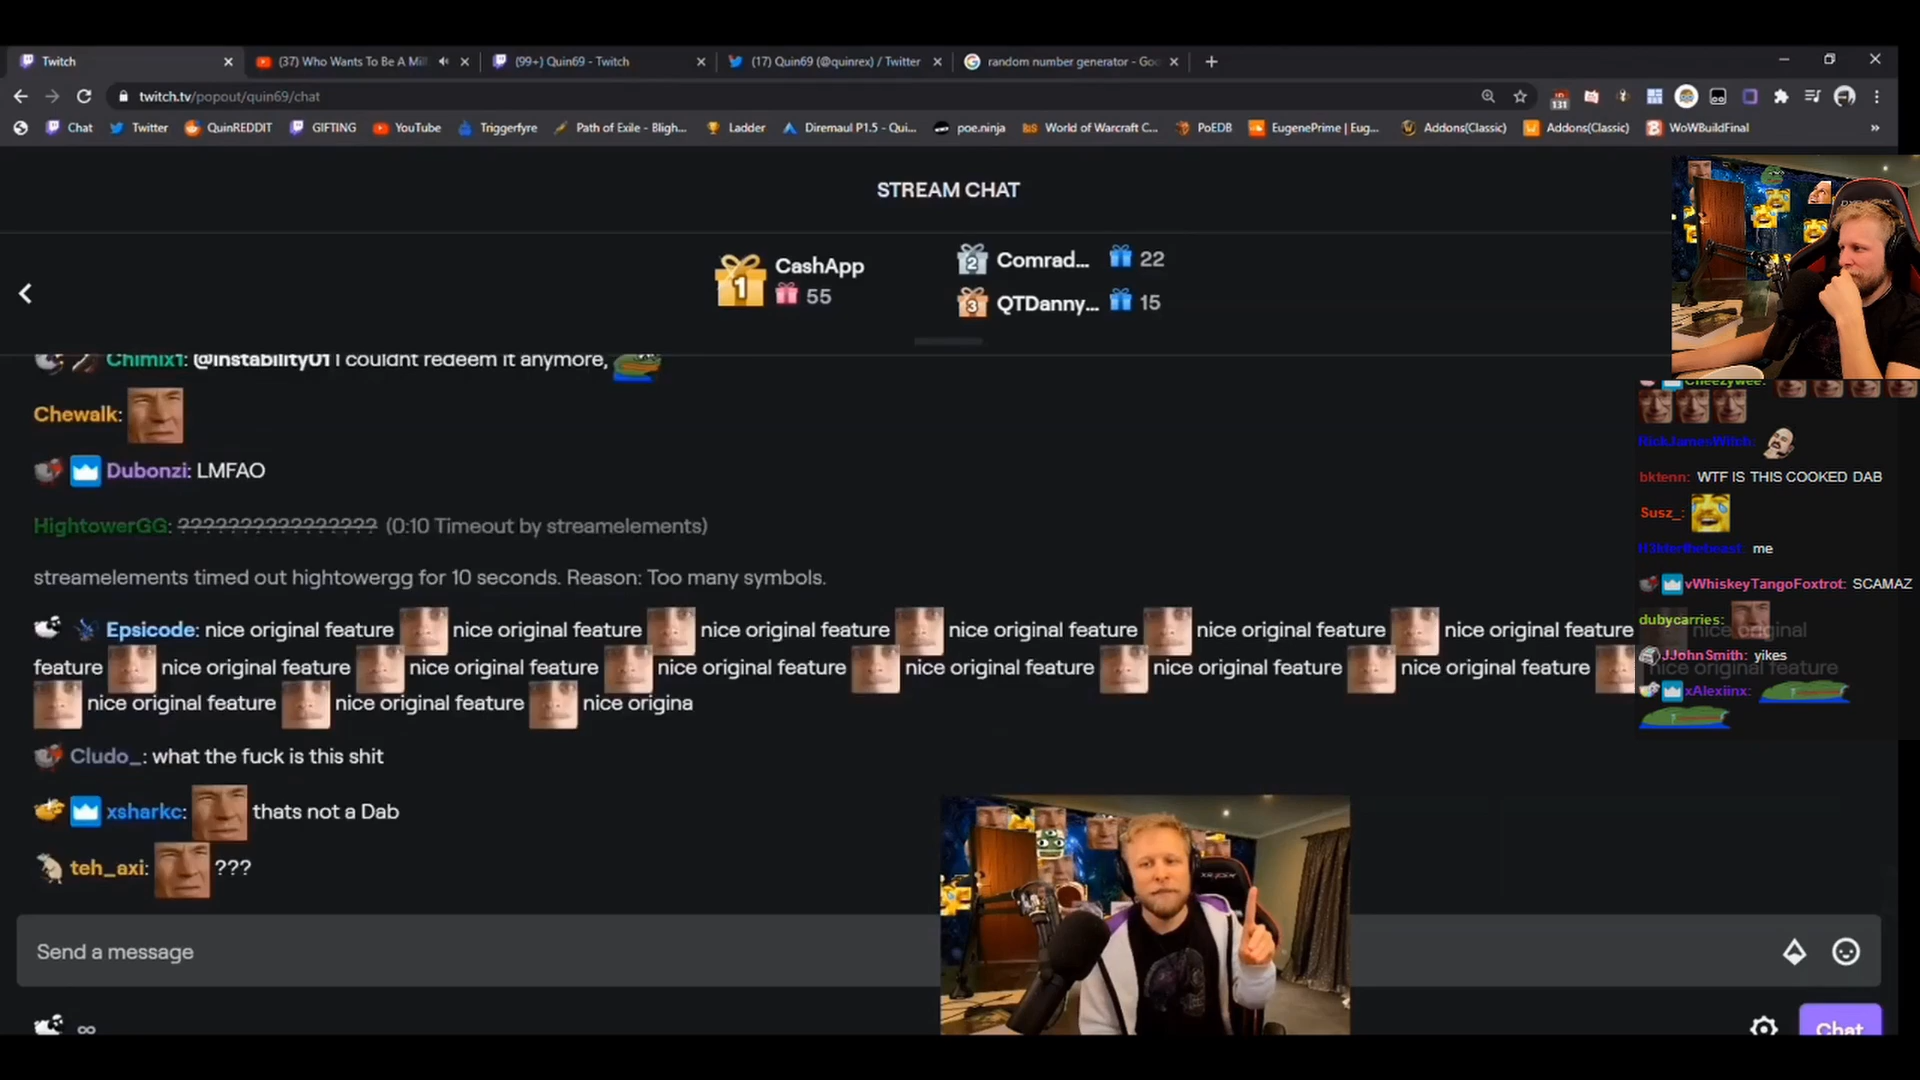 Twitch
(37) Who Wants To Be A Mill
(99+) Quin69 - Twitch
(17) Quin69 (@quinrex) / Twitter
random number generator - Goo
twitch.tv/popout/quin69/chat
131
Chat
Twitter
QuinREDDIT
GIFTING
YouTube
Triggerfyre
Path of Exile - Bligh...
Ladder
Diremaul P1.5 - Qui...
poe.ninja
World of Warcraft C...
PoEDB
EugenePrime | Eug...
Addons(Classic)
Addons(Classic)
WoWBuildFinal
STREAM CHAT
1 CashApp
55
2 Comrad... 22
3 QTDanny... 15
Chimix1: @instability01 I couldnt redeem it anymore,
Chewalk:
Dubonzi: LMFAO
HightowerGG: ???????????????? (0:10 Timeout by streamelements)
streamelements timed out hightowergg for 10 seconds. Reason: Too many symbols.
Epsicode: nice original feature nice original feature nice original feature nice original feature nice original feature nice original feature nice original
feature nice original feature nice original feature nice original feature nice original feature nice original feature nice original feature nice original feature
nice original feature nice original feature nice origina
Cludo_: what the fuck is this shit
xsharkc: thats not a Dab
teh_axi: ???
Send a message
∞
Chat
Cheezywee:
RickJamesWitch:
bktenn: WTF IS THIS COOKED DAB
Susz_:
me
vWhiskeyTangoFoxtrot: SCAMAZ
dubycarries:
JJohnSmith: yikes
xAlexiinx: